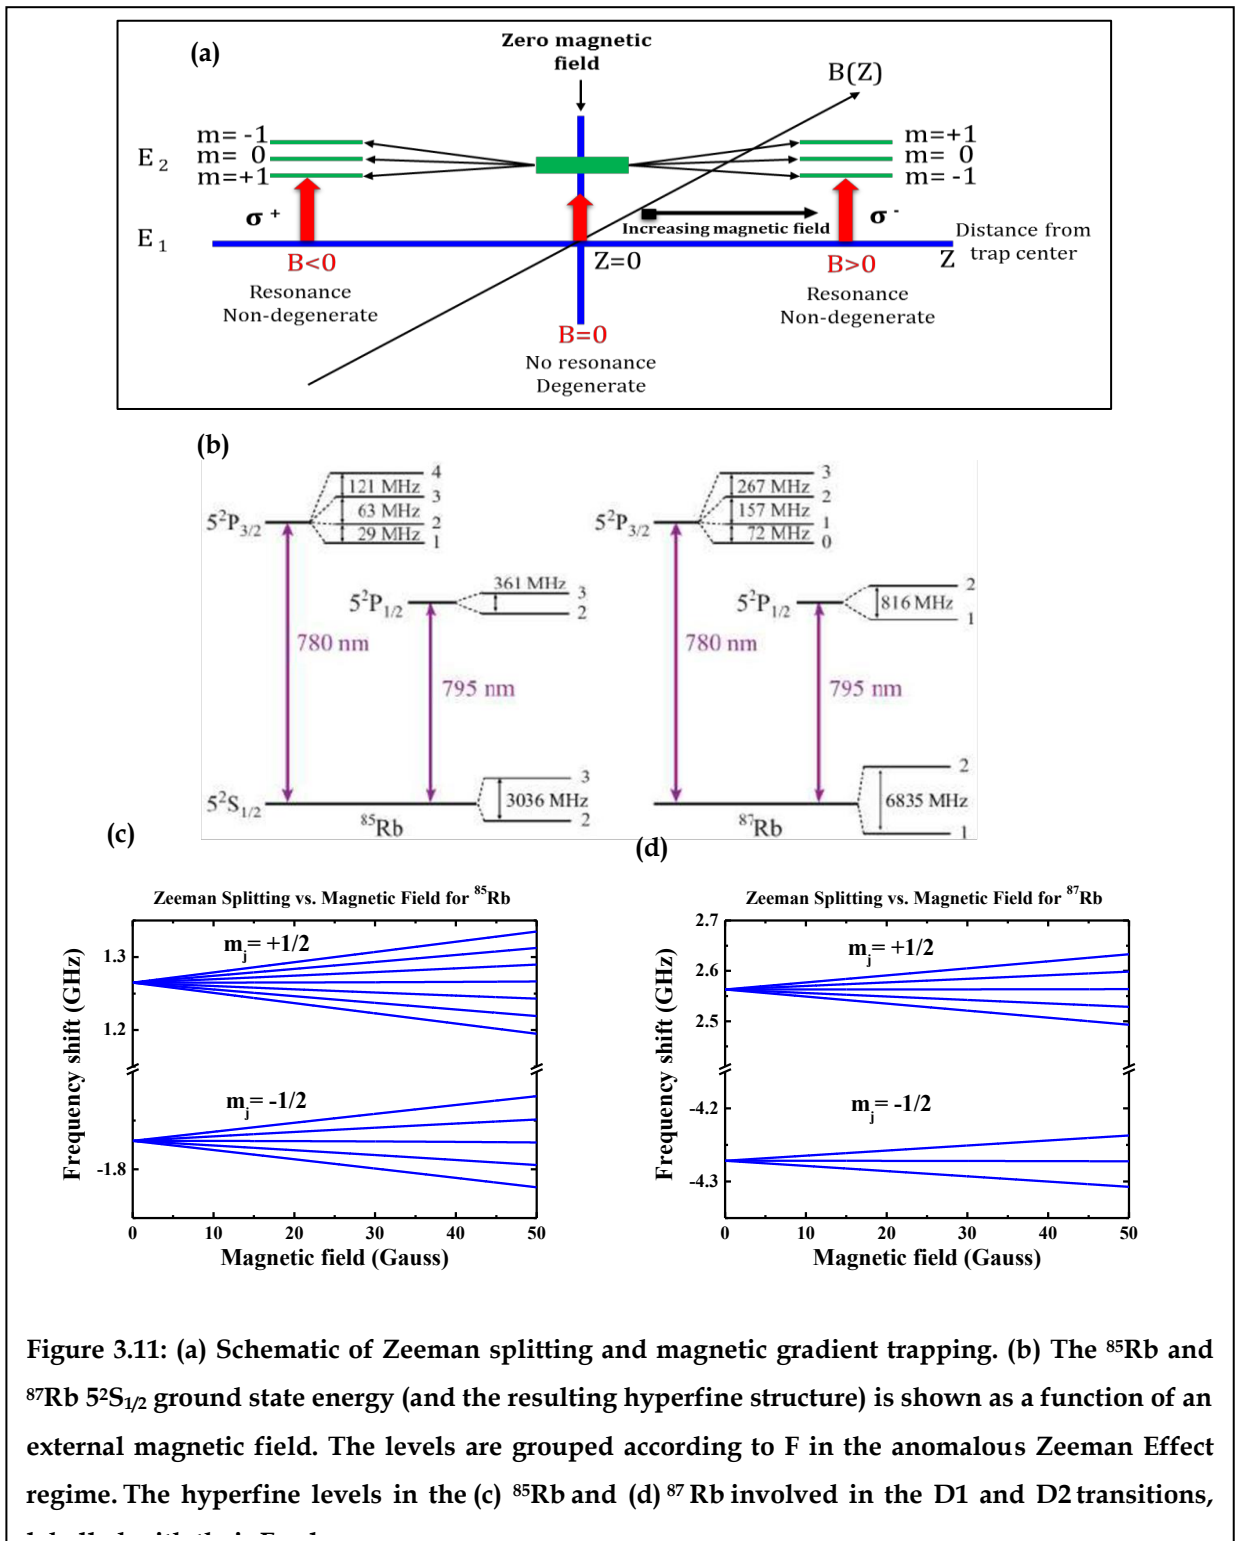 (a)
Zero magnetic
field
B(Z)
m= -1
m= 0
m=+1
E2
m=+1
m= 0
m= -1
σ +
σ -
Increasing magnetic field
E1
Distance from
trap center
B<0
Z=0
B>0
Z
Resonance
Non-degenerate
Resonance
Non-degenerate
B=0
No resonance
Degenerate
(b)
4
121 MHz
3
63 MHz
2
29 MHz
1
5²P3/2
3
267 MHz
2
157 MHz
1
72 MHz
0
5²P3/2
361 MHz
3
2
5²P1/2
2
816 MHz
1
5²P1/2
780 nm
795 nm
780 nm
795 nm
3
3036 MHz
2
5²S1/2
⁸⁵Rb
2
6835 MHz
1
⁸⁷Rb
(c)
(d)
Zeeman Splitting vs. Magnetic Field for ⁸⁵Rb
mj= +1/2
1.3
1.2
mj= -1/2
-1.8
Frequency shift (GHz)
0 10 20 30 40 50
Magnetic field (Gauss)
Zeeman Splitting vs. Magnetic Field for ⁸⁷Rb
2.7
mj= +1/2
2.6
2.5
mj= -1/2
-4.2
-4.3
Frequency shift (GHz)
0 10 20 30 40 50
Magnetic field (Gauss)
Figure 3.11: (a) Schematic of Zeeman splitting and magnetic gradient trapping. (b) The ⁸⁵Rb and
⁸⁷Rb 5²S1/2 ground state energy (and the resulting hyperfine structure) is shown as a function of an
external magnetic field. The levels are grouped according to F in the anomalous Zeeman Effect
regime. The hyperfine levels in the (c) ⁸⁵Rb and (d) ⁸⁷ Rb involved in the D1 and D2 transitions,